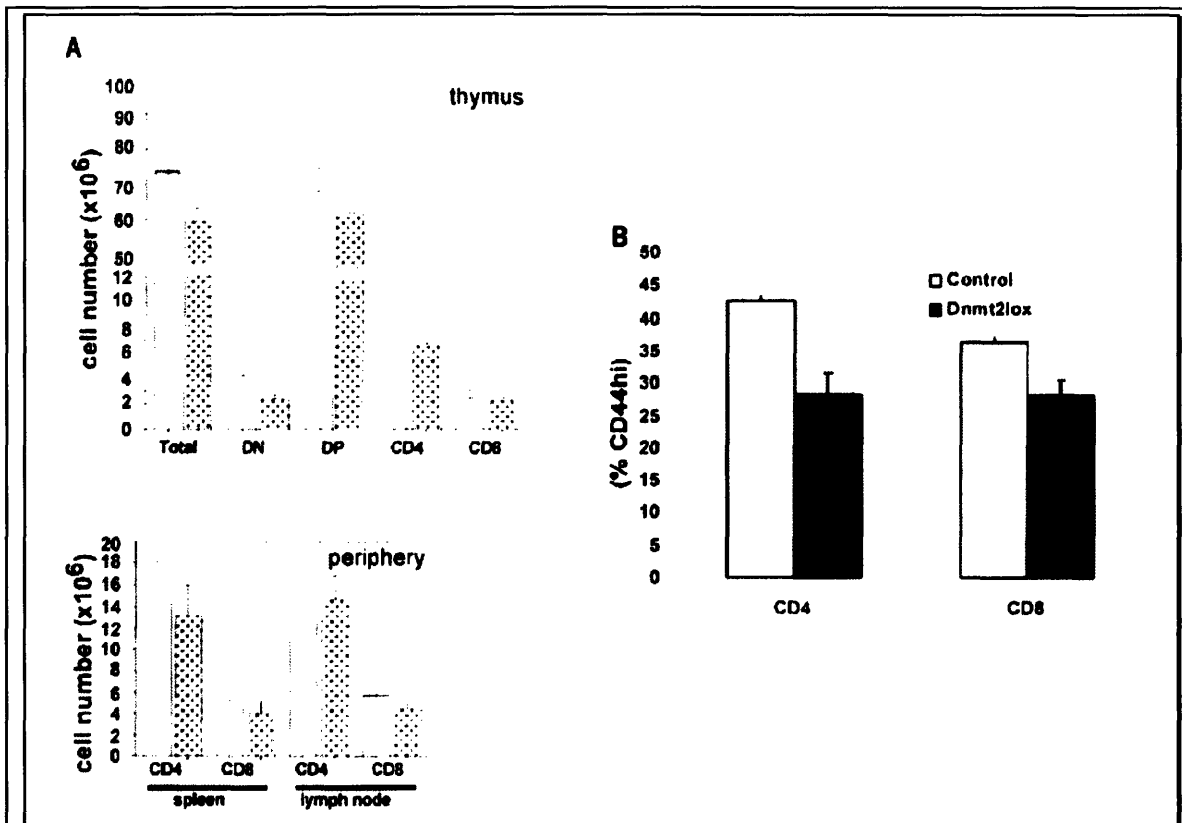 A
thymus
cell number (x10⁶)
100
90
80
70
60
50
12
10
8
6
4
2
0
Total DN DP CD4 CD8
periphery
cell number (x10⁶)
20
18
16
14
12
10
8
6
4
2
0
CD4 CD8 CD4 CD8
spleen lymph node
B
(% CD44hi)
50
45
40
35
30
25
20
15
10
5
0
Control
Dnmt2lox
CD4 CD8